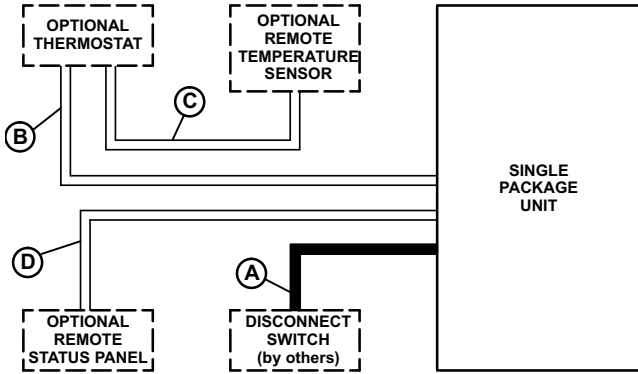 OPTIONAL
THERMOSTAT
OPTIONAL
REMOTE
TEMPERATURE
SENSOR
C
B
SINGLE
PACKAGE
UNIT
D
A
OPTIONAL
REMOTE
STATUS PANEL
DISCONNECT
SWITCH
(by others)